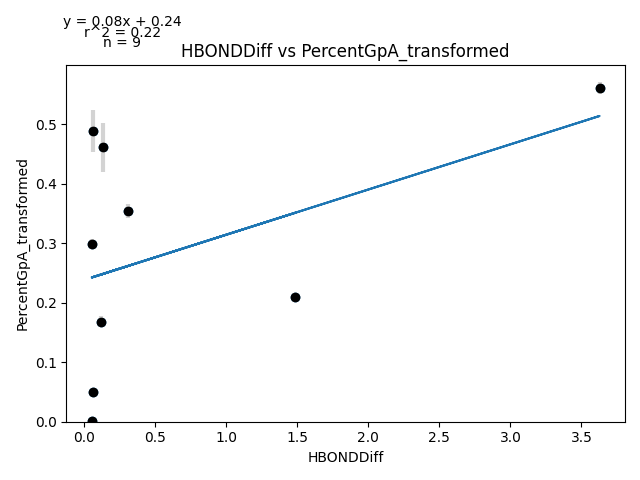 y = 0.08x + 0.24
r^2 = 0.22
n = 9
HBONDDiff vs PercentGpA_transformed
PercentGpA_transformed
0.5
0.4
0.3
0.2
0.1
0.0
0.0 0.5 1.0 1.5 2.0 2.5 3.0 3.5
HBONDDiff